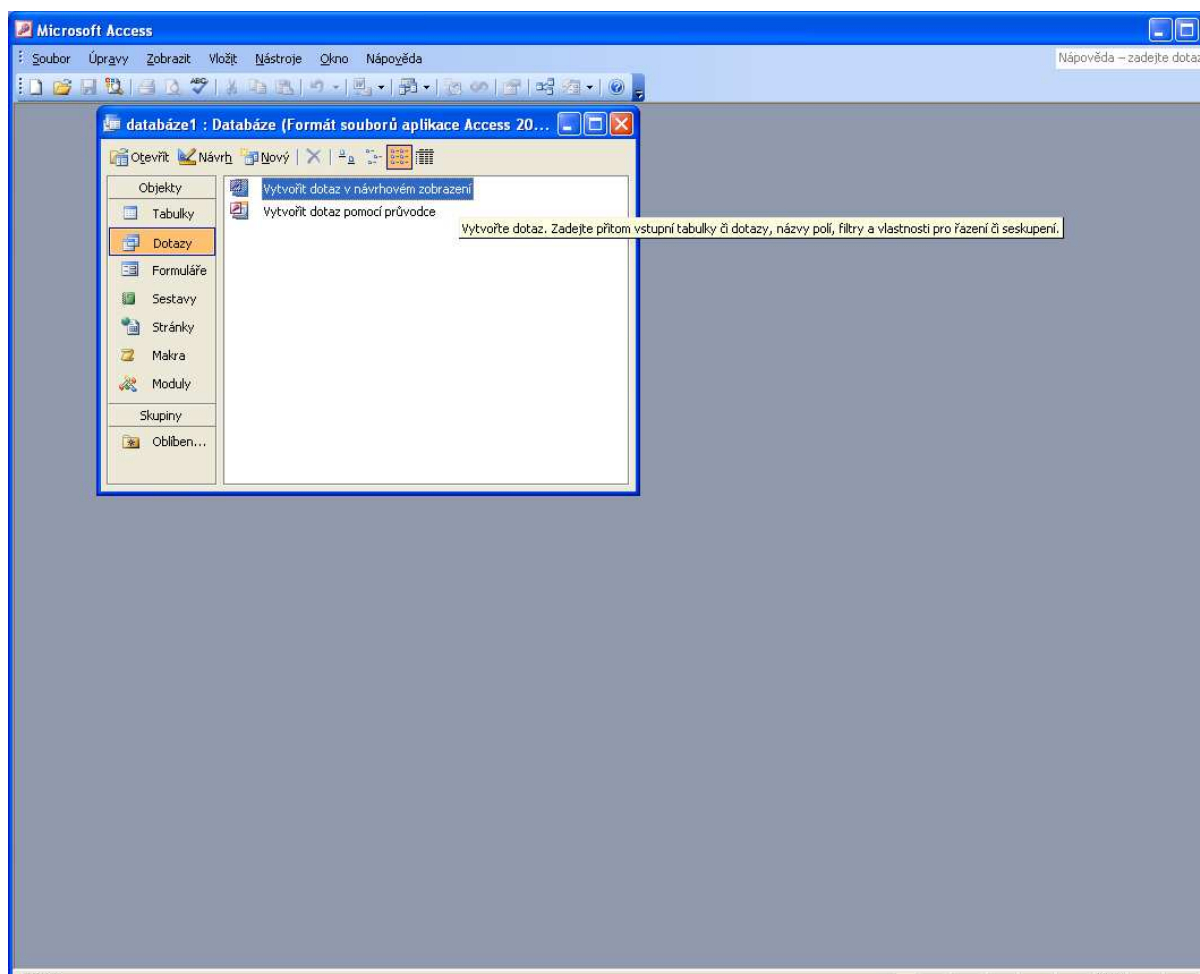 Microsoft Access
Soubor Úpravy Zobrazit Vložit Nástroje Okno Nápověda Nápověda – zadejte dotaz
databáze1 : Databáze (Formát souborů aplikace Access 20...
Otevřít Návrh Nový
Objekty
Tabulky
Dotazy
Formuláře
Sestavy
Stránky
Makra
Moduly
Skupiny
Oblíben...
Vytvořit dotaz v návrhovém zobrazení
Vytvořit dotaz pomocí průvodce
Vytvořte dotaz. Zadejte přitom vstupní tabulky či dotazy, názvy polí, filtry a vlastnosti pro řazení či seskupení.